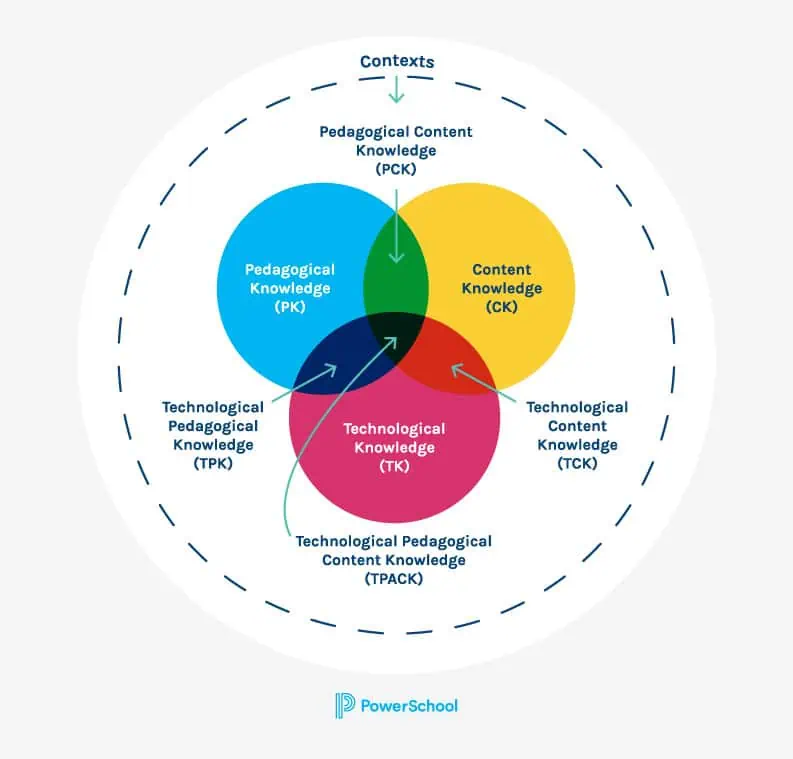 Contexts
Pedagogical Content
Knowledge
(PCK)
Pedagogical
Knowledge
(PK)
Content
Knowledge
(CK)
Technological
Pedagogical
Knowledge
(TPK)
Technological
Knowledge
(TK)
Technological
Content
Knowledge
(TCK)
Technological Pedagogical
Content Knowledge
(TPACK)
PowerSchool